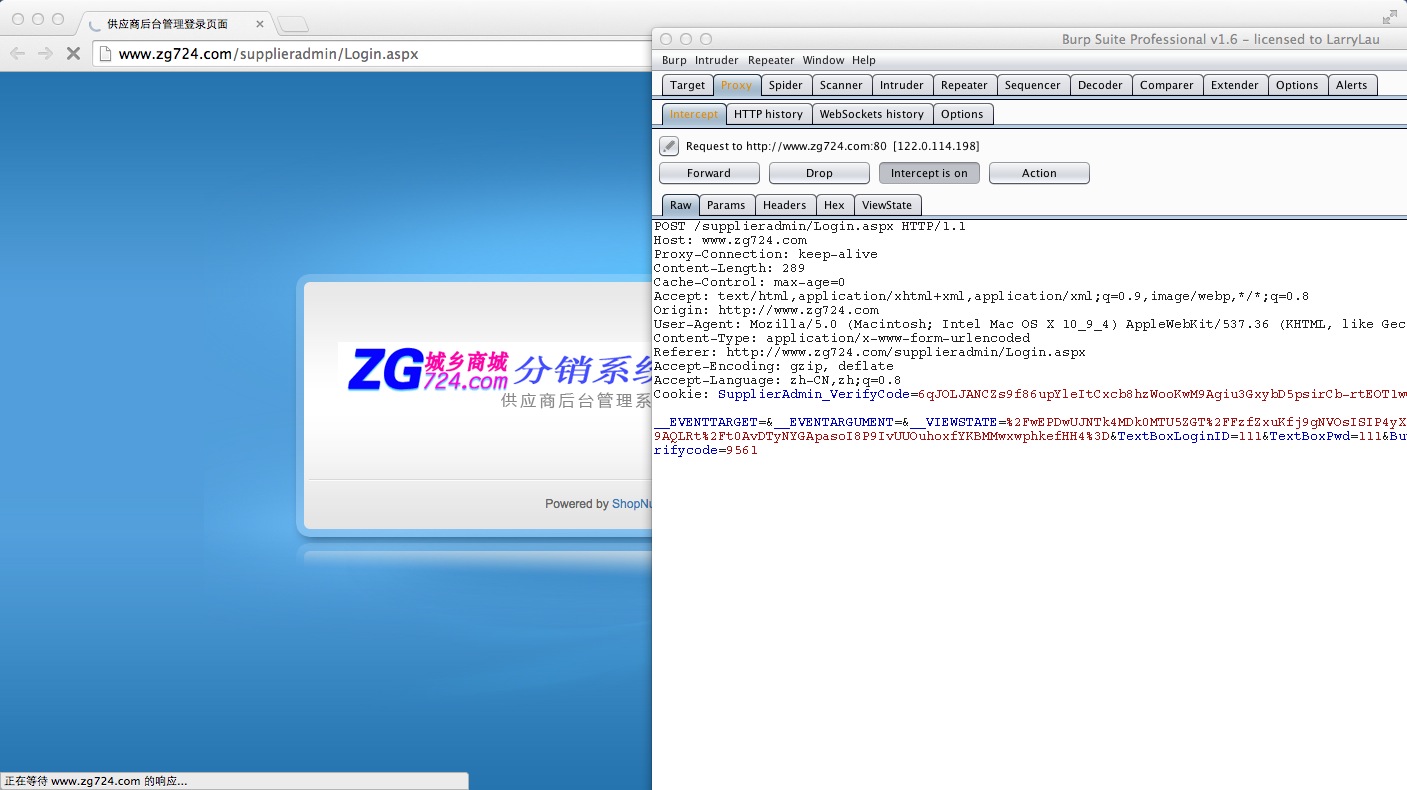 供应商后台管理登录页面
www.zg724.com/supplieradmin/Login.aspx
ZG城乡商城
724.com
分销系统
供应商后台管理系
Powered by ShopNu
正在等待 www.zg724.com 的响应...
Burp Suite Professional v1.6 - licensed to LarryLau
Burp Intruder Repeater Window Help
Target Proxy Spider Scanner Intruder Repeater Sequencer Decoder Comparer Extender Options Alerts
Intercept HTTP history WebSockets history Options
Request to http://www.zg724.com:80 [122.0.114.198]
Forward Drop Intercept is on Action
Raw Params Headers Hex ViewState
POST /supplieradmin/Login.aspx HTTP/1.1
Host: www.zg724.com
Proxy-Connection: keep-alive
Content-Length: 289
Cache-Control: max-age=0
Accept: text/html,application/xhtml+xml,application/xml;q=0.9,image/webp,*/*;q=0.8
Origin: http://www.zg724.com
User-Agent: Mozilla/5.0 (Macintosh; Intel Mac OS X 10_9_4) AppleWebKit/537.36 (KHTML, like Gec
Content-Type: application/x-www-form-urlencoded
Referer: http://www.zg724.com/supplieradmin/Login.aspx
Accept-Encoding: gzip, deflate
Accept-Language: zh-CN,zh;q=0.8
Cookie: SupplierAdmin_VerifyCode=6qJOLJANCZs9f86upYleItCxcb8hzWooKwM9Agiu3GxybD5psirCb-rtEOT1w
__EVENTTARGET=&__EVENTARGUMENT=&__VIEWSTATE=%2FwEPDwUJNTk4MDk0MTU5ZGT%2FFzfZxuKfj9gNVOsISIP4yX
9AQLRt%2Ft0AvDTyNYGApasoI8P9IvUUOuhoxfYKBMMwxwphkefHH4%3D&TextBoxLoginID=111&TextBoxPwd=111&Bu
rifycode=9561